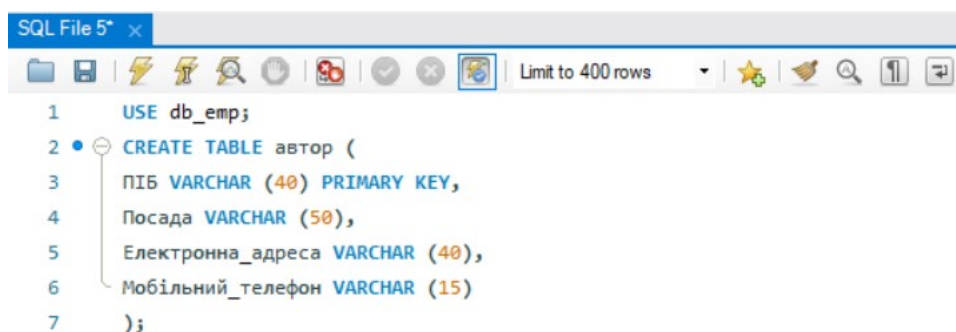 SQL File 5* ×
Limit to 400 rows
1 USE db_emp;
2 CREATE TABLE автор (
3 ПІБ VARCHAR (40) PRIMARY KEY,
4 Посада VARCHAR (50),
5 Електронна_адреса VARCHAR (40),
6 Мобільний_телефон VARCHAR (15)
7 );